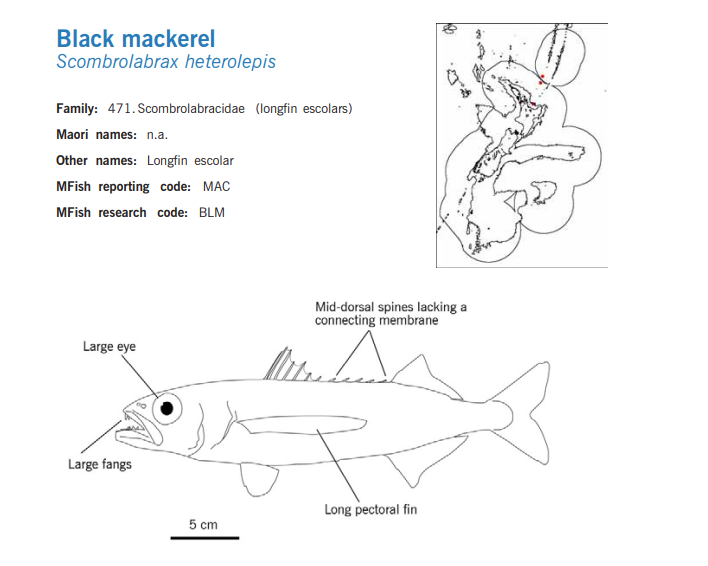 Black mackerel
Scombrolabrax heterolepis
Family: 471. Scombrolabracidae (longfin escolars)
Maori names: n.a.
Other names: Longfin escolar
MFish reporting code: MAC
MFish research code: BLM
Mid-dorsal spines lacking a
connecting membrane
Large eye
Large fangs
Long pectoral fin
5 cm